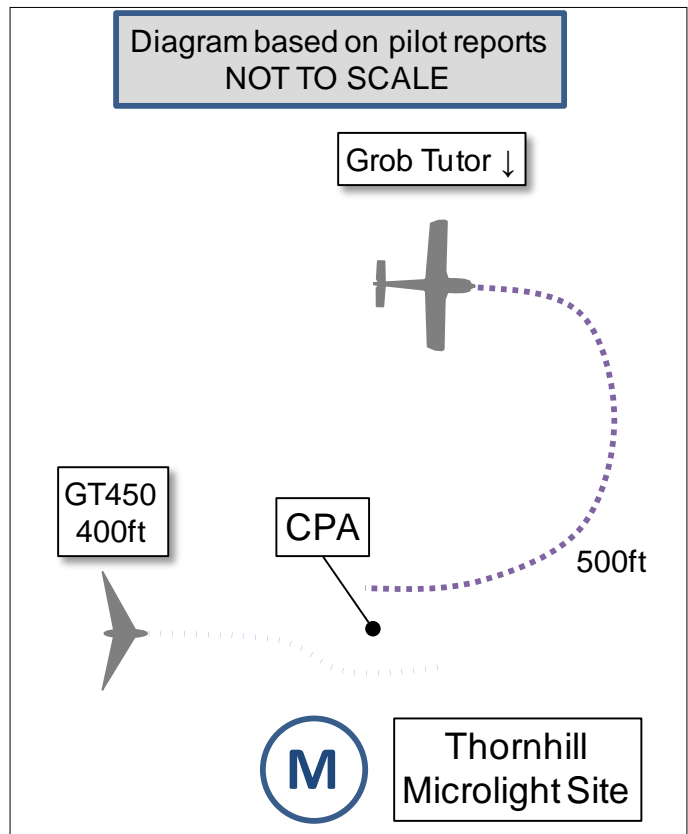 Diagram based on pilot reports
NOT TO SCALE
Grob Tutor ↓
GT450
400ft
CPA
500ft
M
Thornhill
Microlight Site